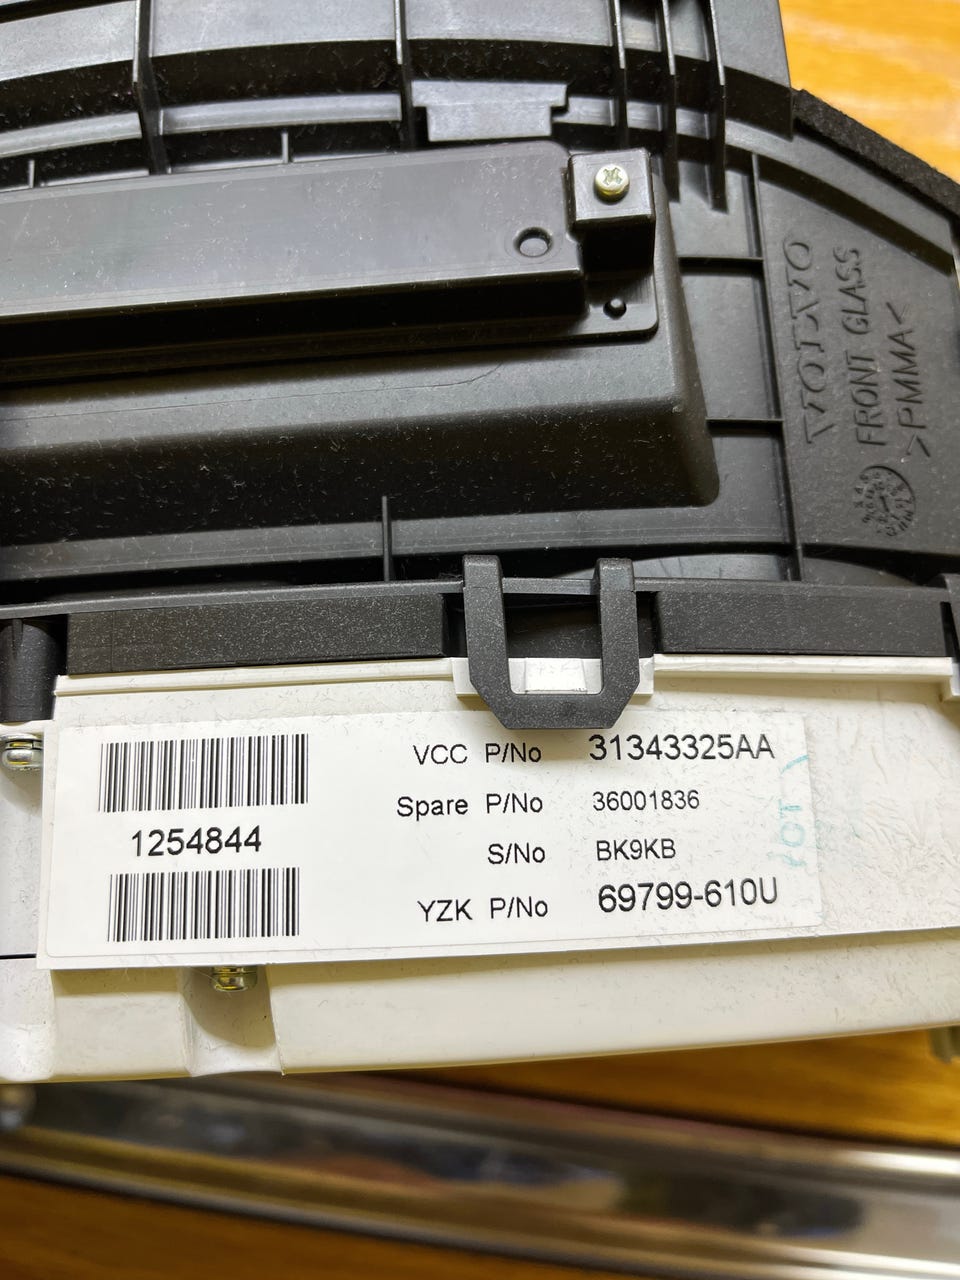 VOLVO
FRONT GLASS
>PMMA<
VCC P/No 31343325AA
Spare P/No 36001836
1254844
S/No BK9KB
YZK P/No 69799-610U